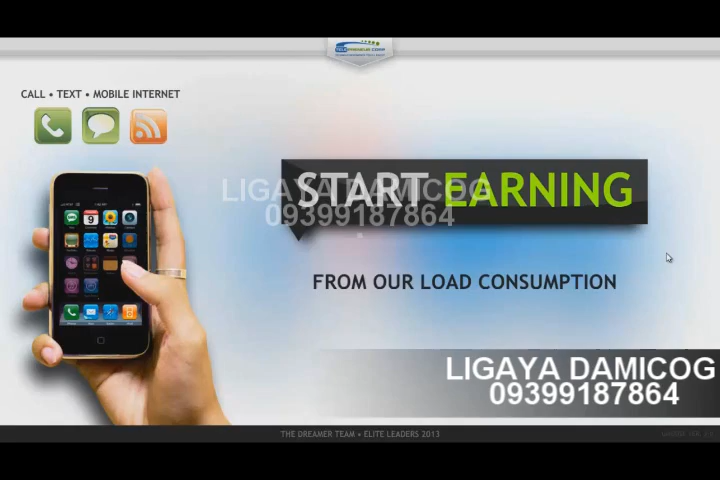 CALL • TEXT • MOBILE INTERNET
START EARNING
LIGAYA DAMICOG
09399187864
FROM OUR LOAD CONSUMPTION
LIGAYA DAMICOG
09399187864
THE DREAMER TEAM • ELITE LEADERS 2013